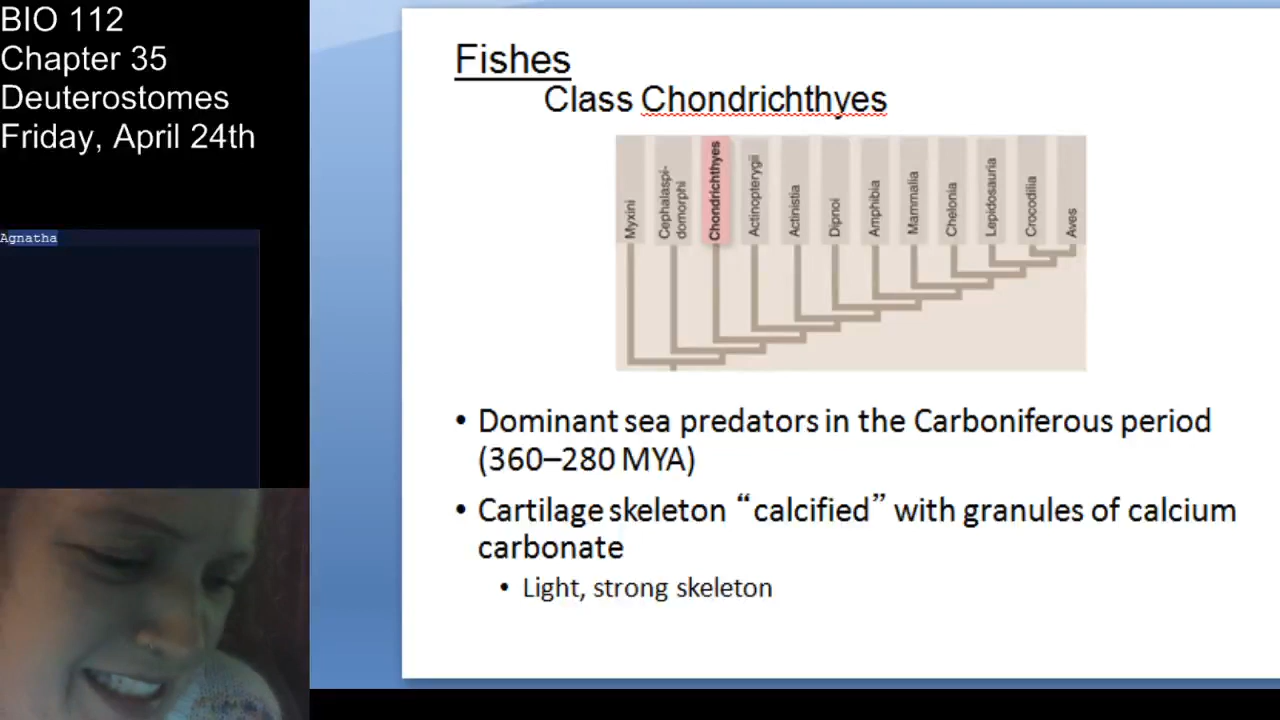 BIO 112
Chapter 35
Deuterostomes
Friday, April 24th
Agnatha
Fishes
Class Chondrichthyes
Myxini
Cephalaspi-
domorphi
Chondrichthyes
Actinopterygii
Actinistia
Dipnoi
Amphibia
Mammalia
Chelonia
Lepidosauria
Crocodilia
Aves
• Dominant sea predators in the Carboniferous period
(360–280 MYA)
• Cartilage skeleton “calcified” with granules of calcium
carbonate
• Light, strong skeleton